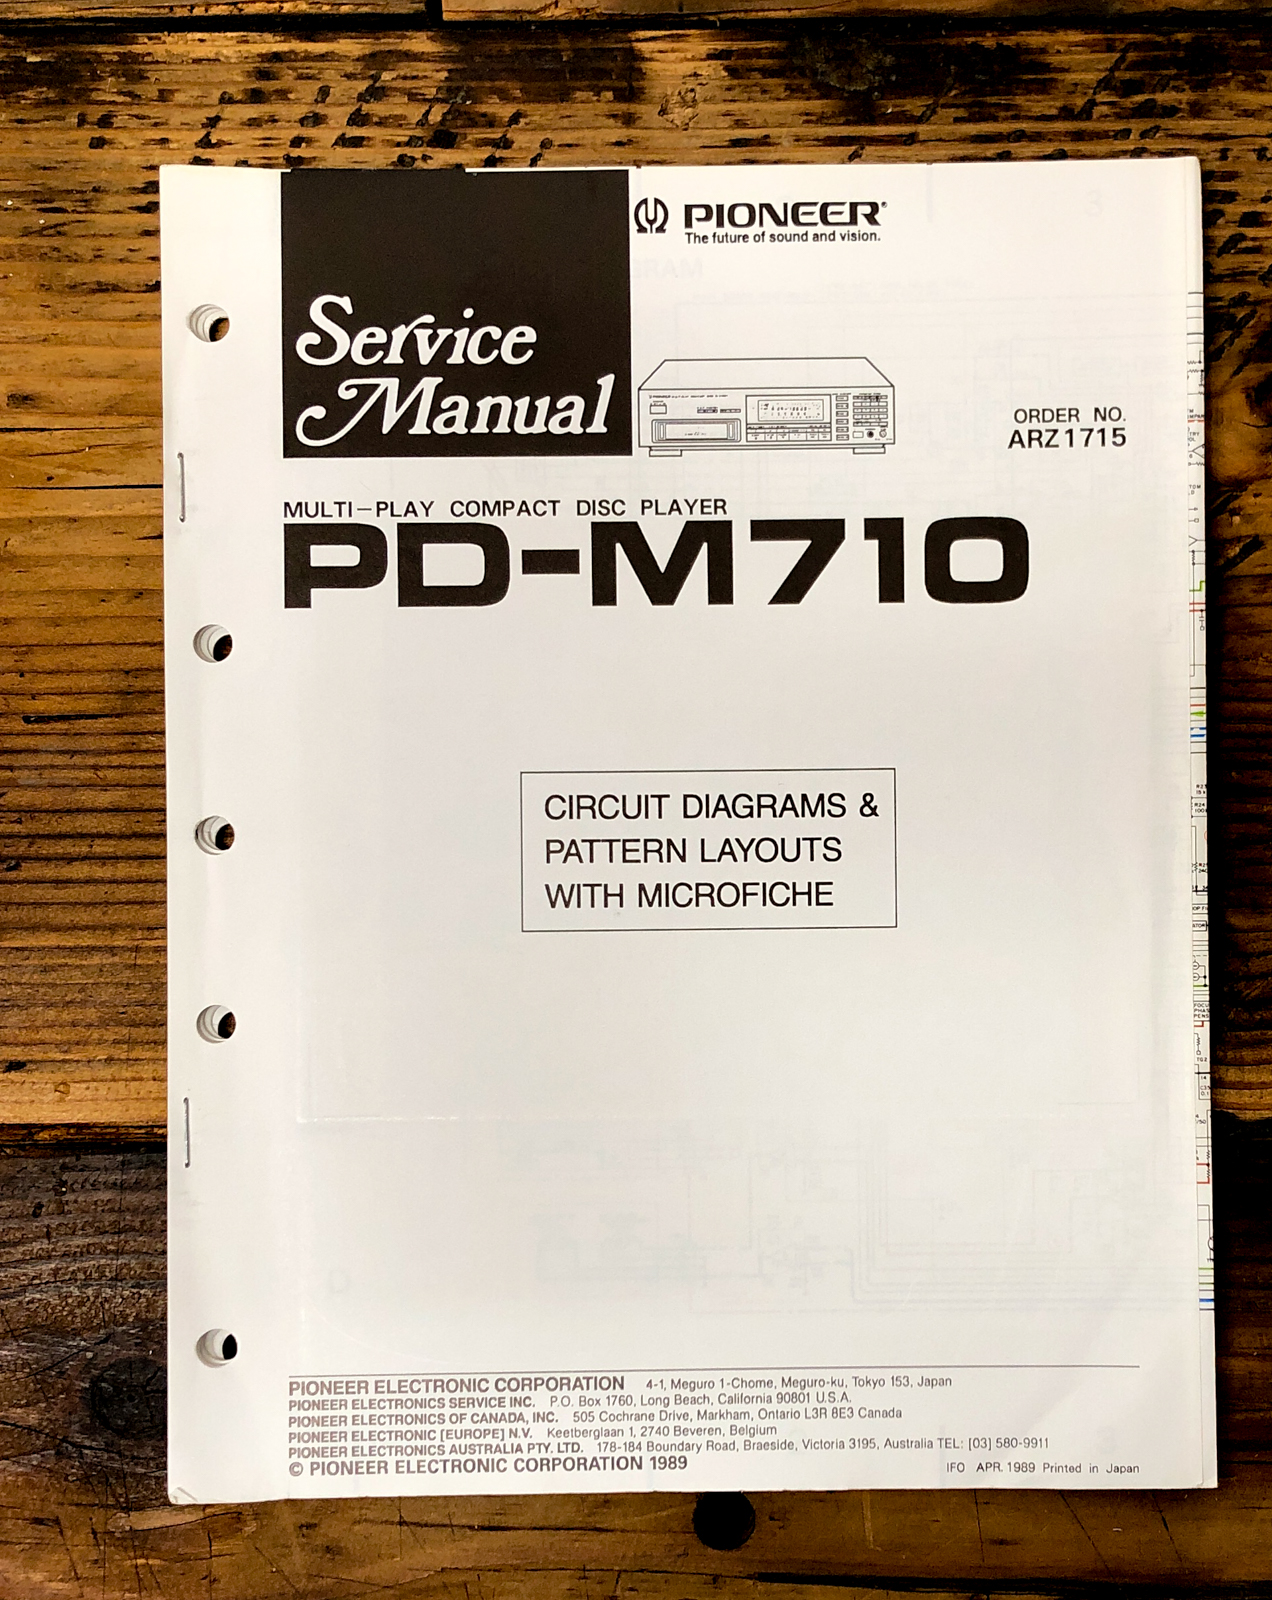 Service
Manual
PIONEER®
The future of sound and vision.
ORDER NO.
ARZ1715
MULTI-PLAY COMPACT DISC PLAYER
PD-M710
CIRCUIT DIAGRAMS &
PATTERN LAYOUTS
WITH MICROFICHE
PIONEER ELECTRONIC CORPORATION 4-1, Meguro 1-Chome, Meguro-ku, Tokyo 153, Japan
PIONEER ELECTRONICS SERVICE INC. P.O. Box 1760, Long Beach, California 90801 U.S.A.
PIONEER ELECTRONICS OF CANADA, INC. 505 Cochrane Drive, Markham, Ontario L3R 8E3 Canada
PIONEER ELECTRONIC [EUROPE] N.V. Keetberglaan 1, 2740 Beveren, Belgium
PIONEER ELECTRONICS AUSTRALIA PTY. LTD. 178-184 Boundary Road, Braeside, Victoria 3195, Australia TEL: [03] 580-9911
© PIONEER ELECTRONIC CORPORATION 1989
IFO APR. 1989 Printed in Japan